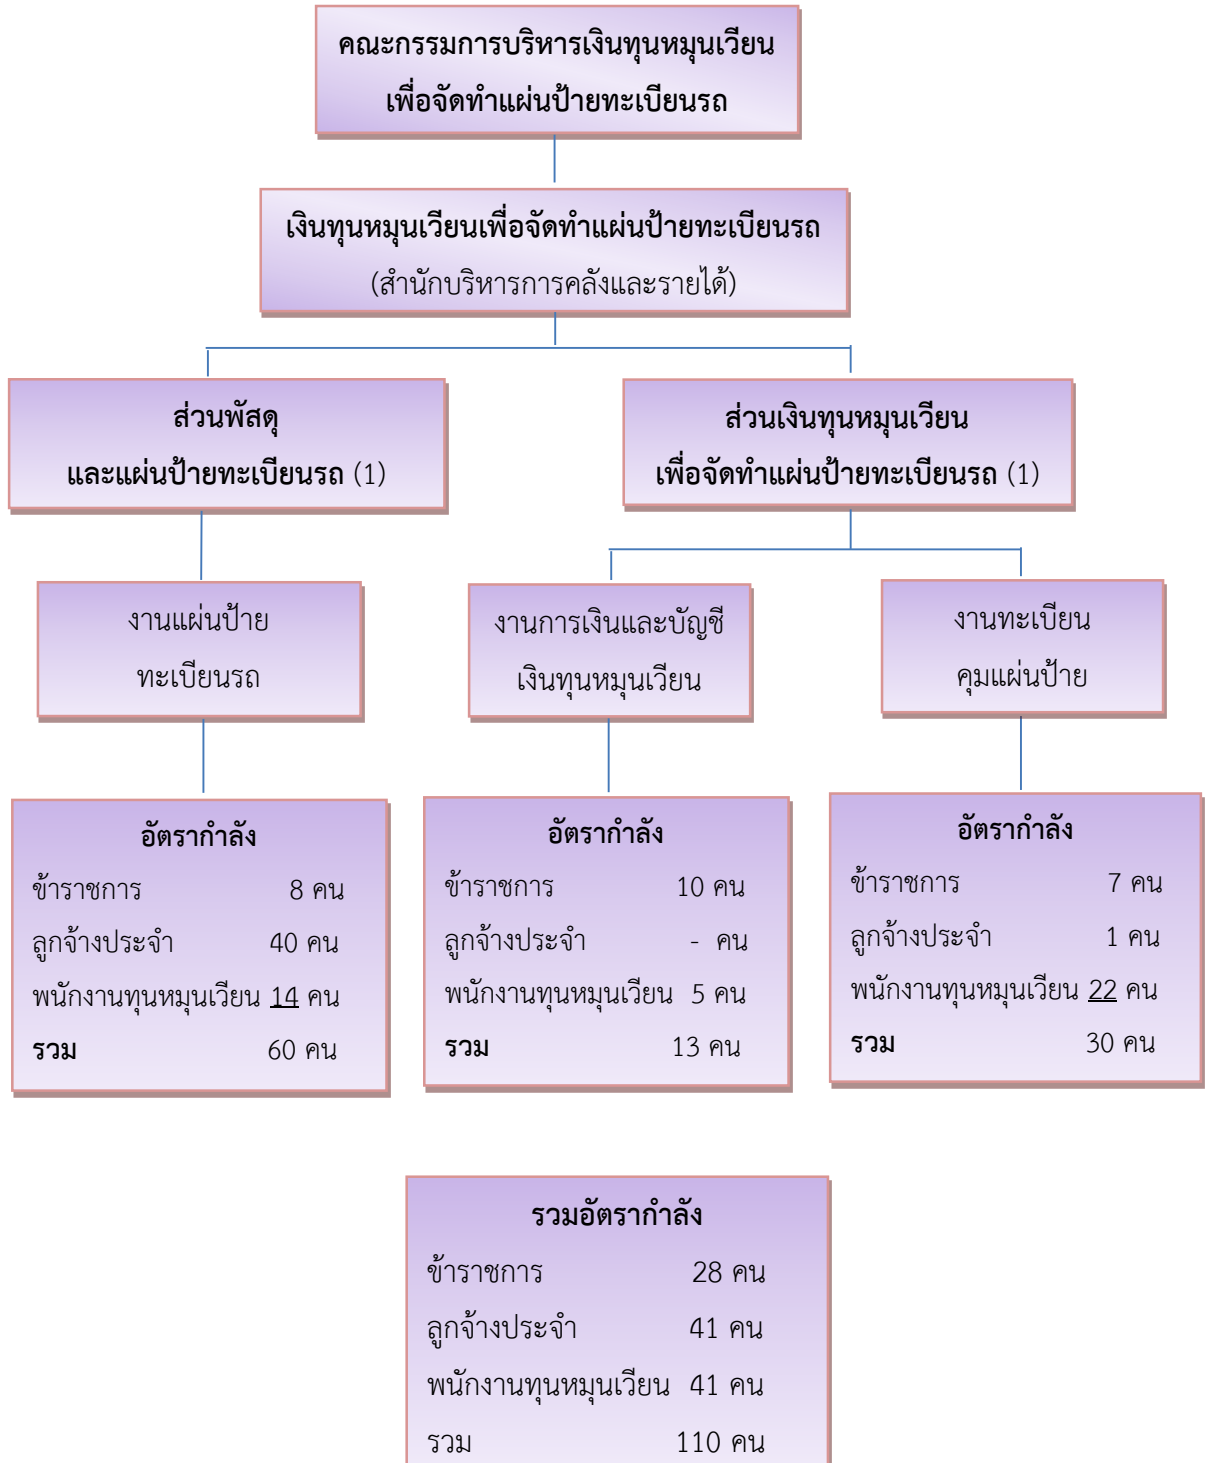 คณะกรรมการบริหารเงินทุนหมุนเวียน
เพื่อจัดทำแผ่นป้ายทะเบียนรถ
เงินทุนหมุนเวียนเพื่อจัดทำแผ่นป้ายทะเบียนรถ
(สำนักบริหารการคลังและรายได้)
ส่วนพัสดุ
และแผ่นป้ายทะเบียนรถ (1)
ส่วนเงินทุนหมุนเวียน
เพื่อจัดทำแผ่นป้ายทะเบียนรถ (1)
งานแผ่นป้าย
ทะเบียนรถ
งานการเงินและบัญชี
เงินทุนหมุนเวียน
งานทะเบียน
คุมแผ่นป้าย
อัตรากำลัง
ข้าราชการ 8 คน
ลูกจ้างประจำ 40 คน
พนักงานทุนหมุนเวียน 14 คน
รวม 60 คน
อัตรากำลัง
ข้าราชการ 10 คน
ลูกจ้างประจำ - คน
พนักงานทุนหมุนเวียน 5 คน
รวม 13 คน
อัตรากำลัง
ข้าราชการ 7 คน
ลูกจ้างประจำ 1 คน
พนักงานทุนหมุนเวียน 22 คน
รวม 30 คน
รวมอัตรากำลัง
ข้าราชการ 28 คน
ลูกจ้างประจำ 41 คน
พนักงานทุนหมุนเวียน 41 คน
รวม 110 คน